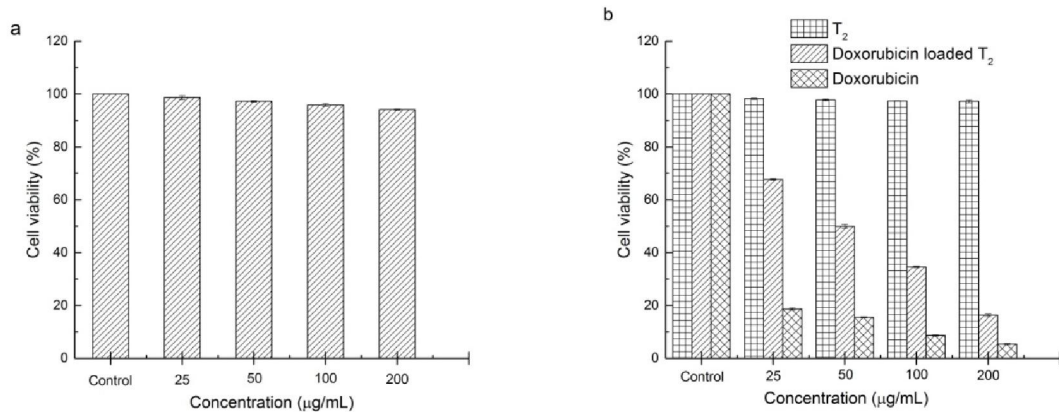 a
120
100
80
60
40
20
0
Cell viability (%)
Control 25 50 100 200
Concentration (μg/mL)
b
T₂
Doxorubicin loaded T₂
Doxorubicin
120
100
80
60
40
20
0
Cell viability (%)
Control 25 50 100 200
Concentration (μg/mL)